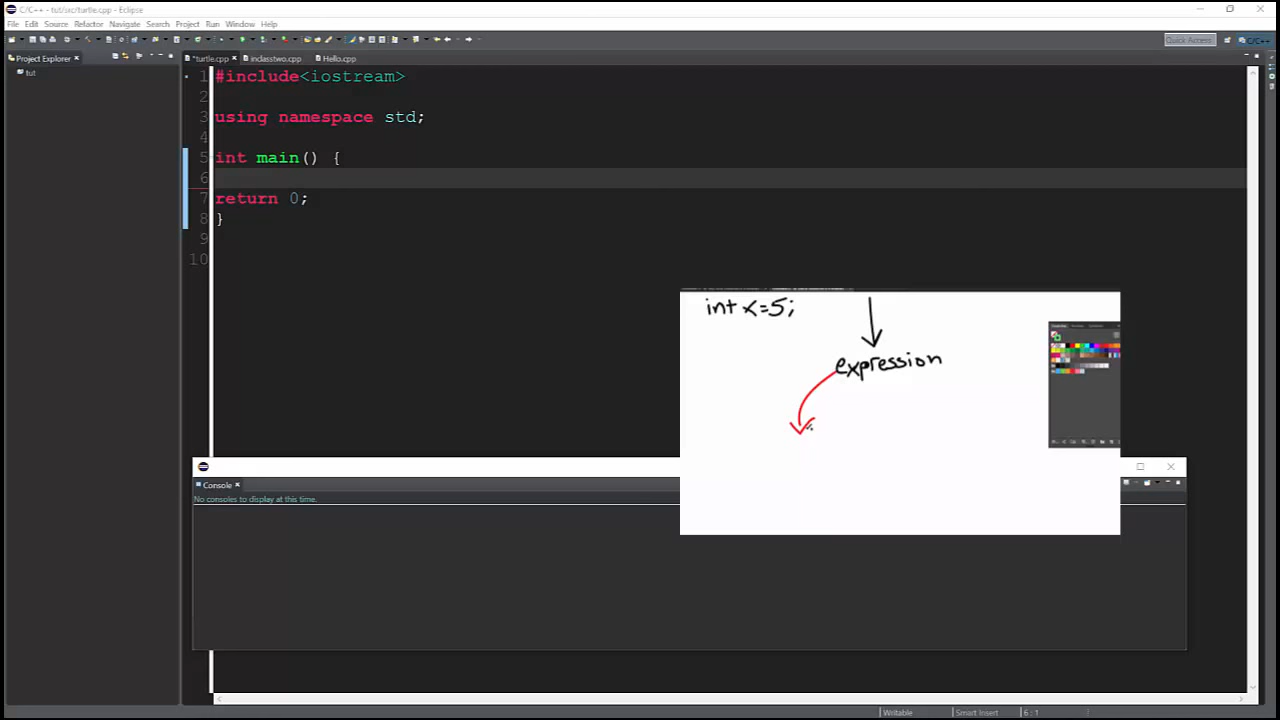 C/C++ - tut/src/turtle.cpp - Eclipse
File Edit Source Refactor Navigate Search Project Run Window Help
Quick Access
C/C++
Project Explorer
*turtle.cpp
inclasstwo.cpp
Hello.cpp
tut
1 #include<iostream>
2
3 using namespace std;
4
5 int main() {
6
7 return 0;
8 }
9
10
int x=5;
expression
Console
No consoles to display at this time.
Writable
Smart Insert
6 : 1